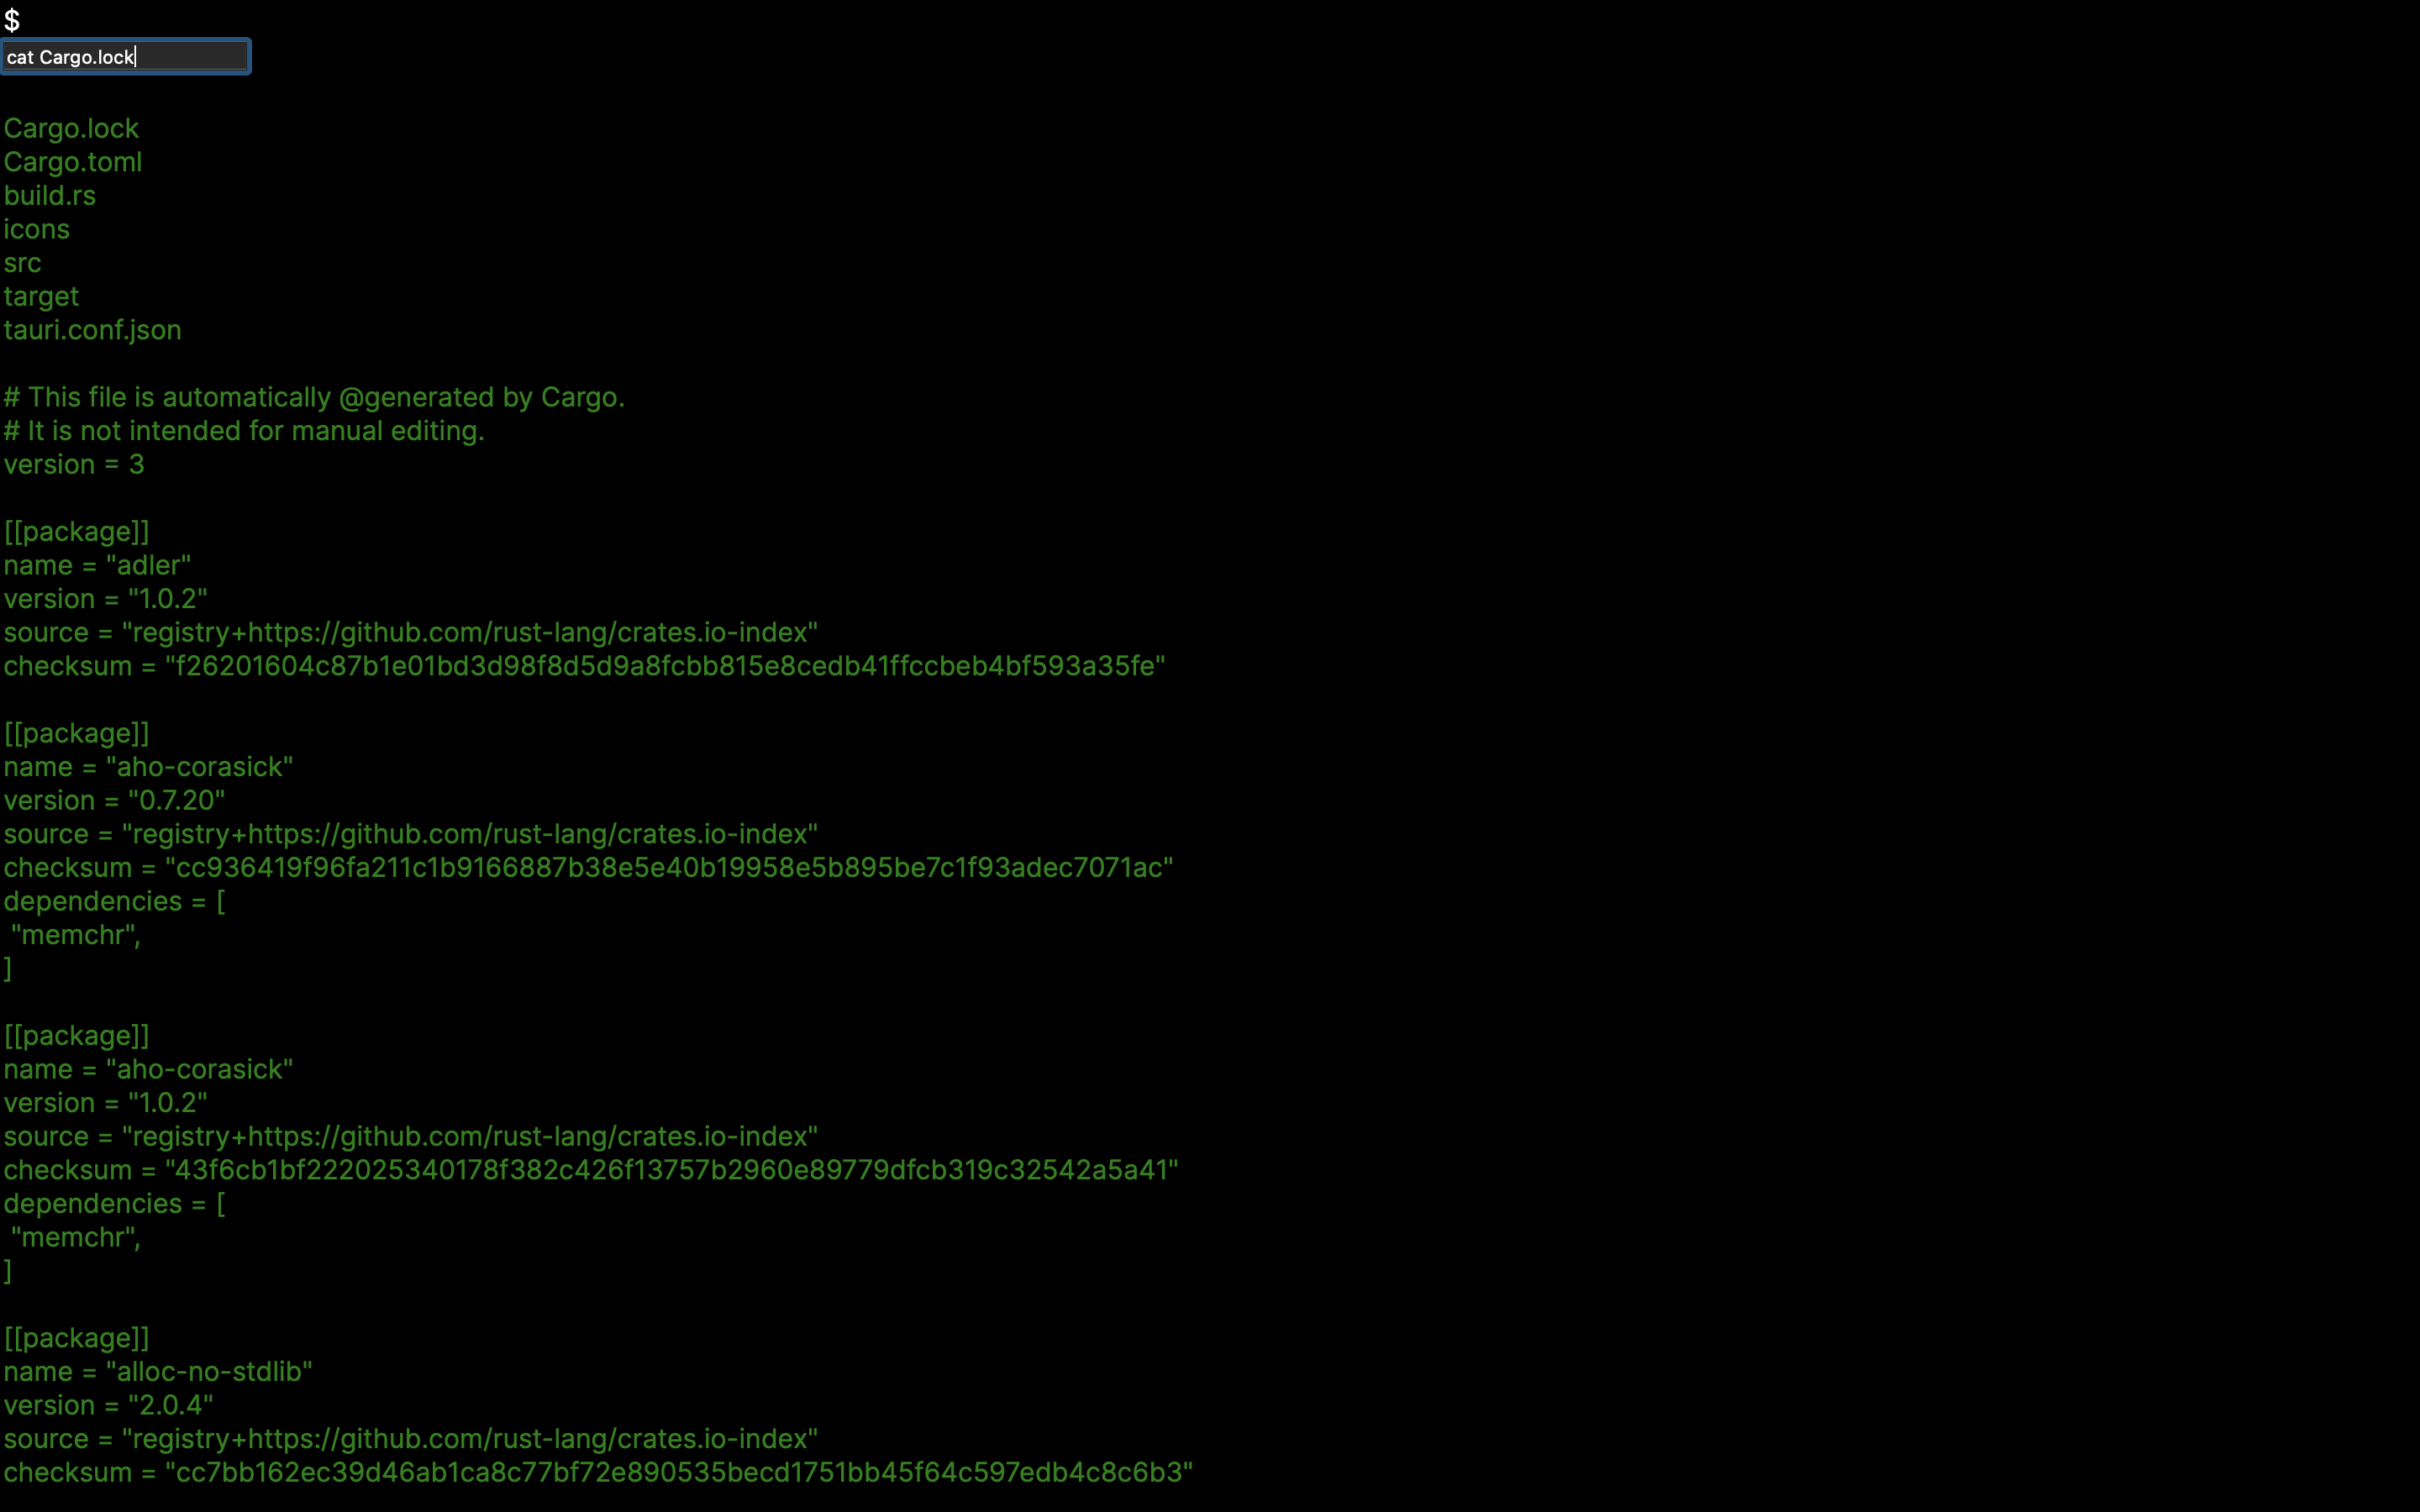 $
cat Cargo.lock
Cargo.lock
Cargo.toml
build.rs
icons
src
target
tauri.conf.json
# This file is automatically @generated by Cargo.
# It is not intended for manual editing.
version = 3
[[package]]
name = "adler"
version = "1.0.2"
source = "registry+https://github.com/rust-lang/crates.io-index"
checksum = "f26201604c87b1e01bd3d98f8d5d9a8fcbb815e8cedb41ffccbeb4bf593a35fe"
[[package]]
name = "aho-corasick"
version = "0.7.20"
source = "registry+https://github.com/rust-lang/crates.io-index"
checksum = "cc936419f96fa211c1b9166887b38e5e40b19958e5b895be7c1f93adec7071ac"
dependencies = [
 "memchr",
]
[[package]]
name = "aho-corasick"
version = "1.0.2"
source = "registry+https://github.com/rust-lang/crates.io-index"
checksum = "43f6cb1bf222025340178f382c426f13757b2960e89779dfcb319c32542a5a41"
dependencies = [
 "memchr",
]
[[package]]
name = "alloc-no-stdlib"
version = "2.0.4"
source = "registry+https://github.com/rust-lang/crates.io-index"
checksum = "cc7bb162ec39d46ab1ca8c77bf72e890535becd1751bb45f64c597edb4c8c6b3"